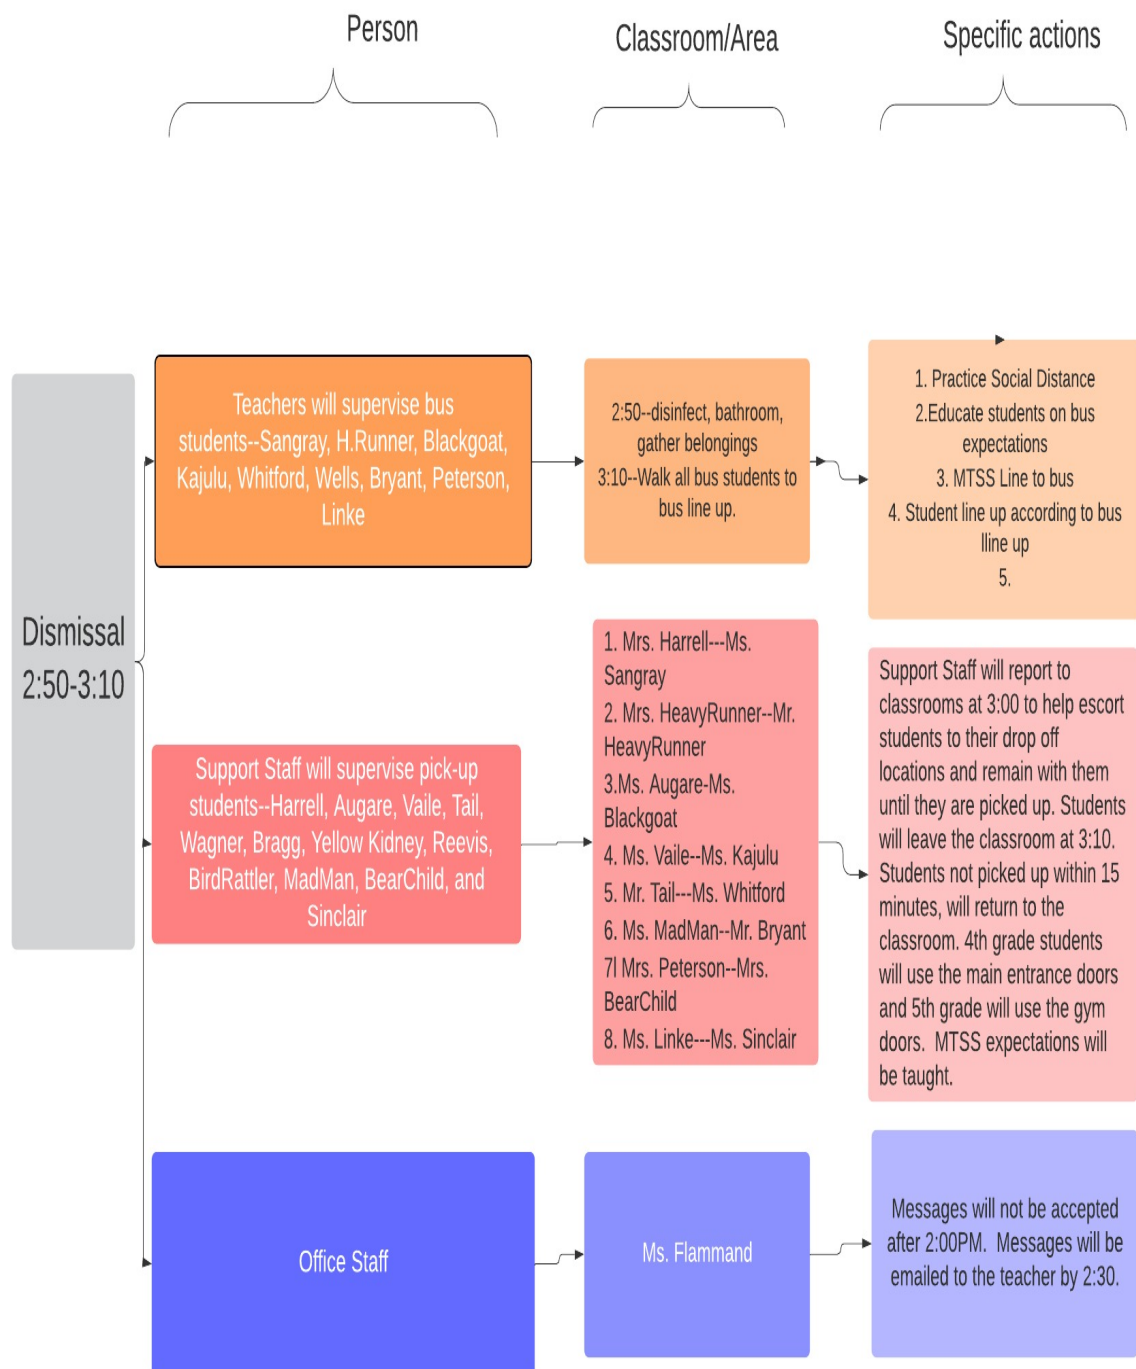 Person
Classroom/Area
Specific actions
Dismissal
2:50-3:10
Teachers will supervise bus
students--Sangray, H.Runner, Blackgoat,
Kajulu, Whitford, Wells, Bryant, Peterson,
Linke
2:50--disinfect, bathroom,
gather belongings
3:10--Walk all bus students to
bus line up.
1. Practice Social Distance
2.Educate students on bus
expectations
3. MTSS Line to bus
4. Student line up according to bus
lline up
5.
Support Staff will supervise pick-up
students--Harrell, Augare, Vaile, Tail,
Wagner, Bragg, Yellow Kidney, Reevis,
BirdRattler, MadMan, BearChild, and
Sinclair
1. Mrs. Harrell---Ms.
Sangray
2. Mrs. HeavyRunner--Mr.
HeavyRunner
3.Ms. Augare-Ms.
Blackgoat
4. Ms. Vaile--Ms. Kajulu
5. Mr. Tail---Ms. Whitford
6. Ms. MadMan--Mr. Bryant
7l Mrs. Peterson--Mrs.
BearChild
8. Ms. Linke---Ms. Sinclair
Support Staff will report to
classrooms at 3:00 to help escort
students to their drop off
locations and remain with them
until they are picked up. Students
will leave the classroom at 3:10.
Students not picked up within 15
minutes, will return to the
classroom. 4th grade students
will use the main entrance doors
and 5th grade will use the gym
doors.  MTSS expectations will
be taught.
Office Staff
Ms. Flammand
Messages will not be accepted
after 2:00PM.  Messages will be
emailed to the teacher by 2:30.